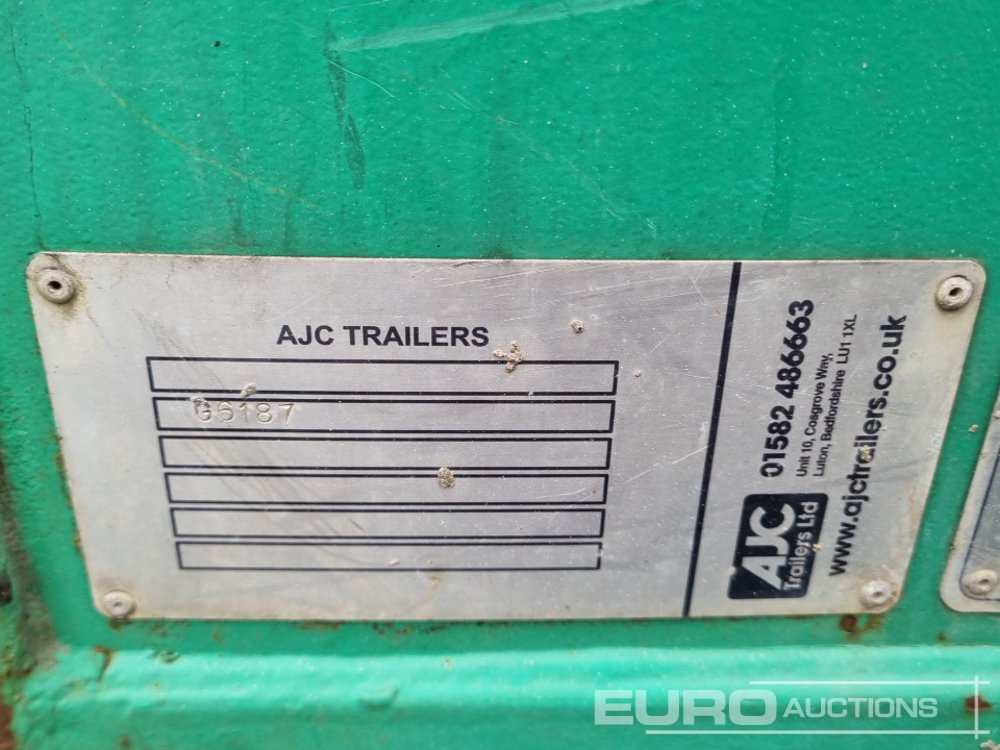 AJC TRAILERS
G6187
AJC
Trailers Ltd
01582 486663
Unit 10, Cosgrove Way,
Luton, Bedfordshire LU1 1XL
www.ajctrailers.co.uk
EURO AUCTIONS